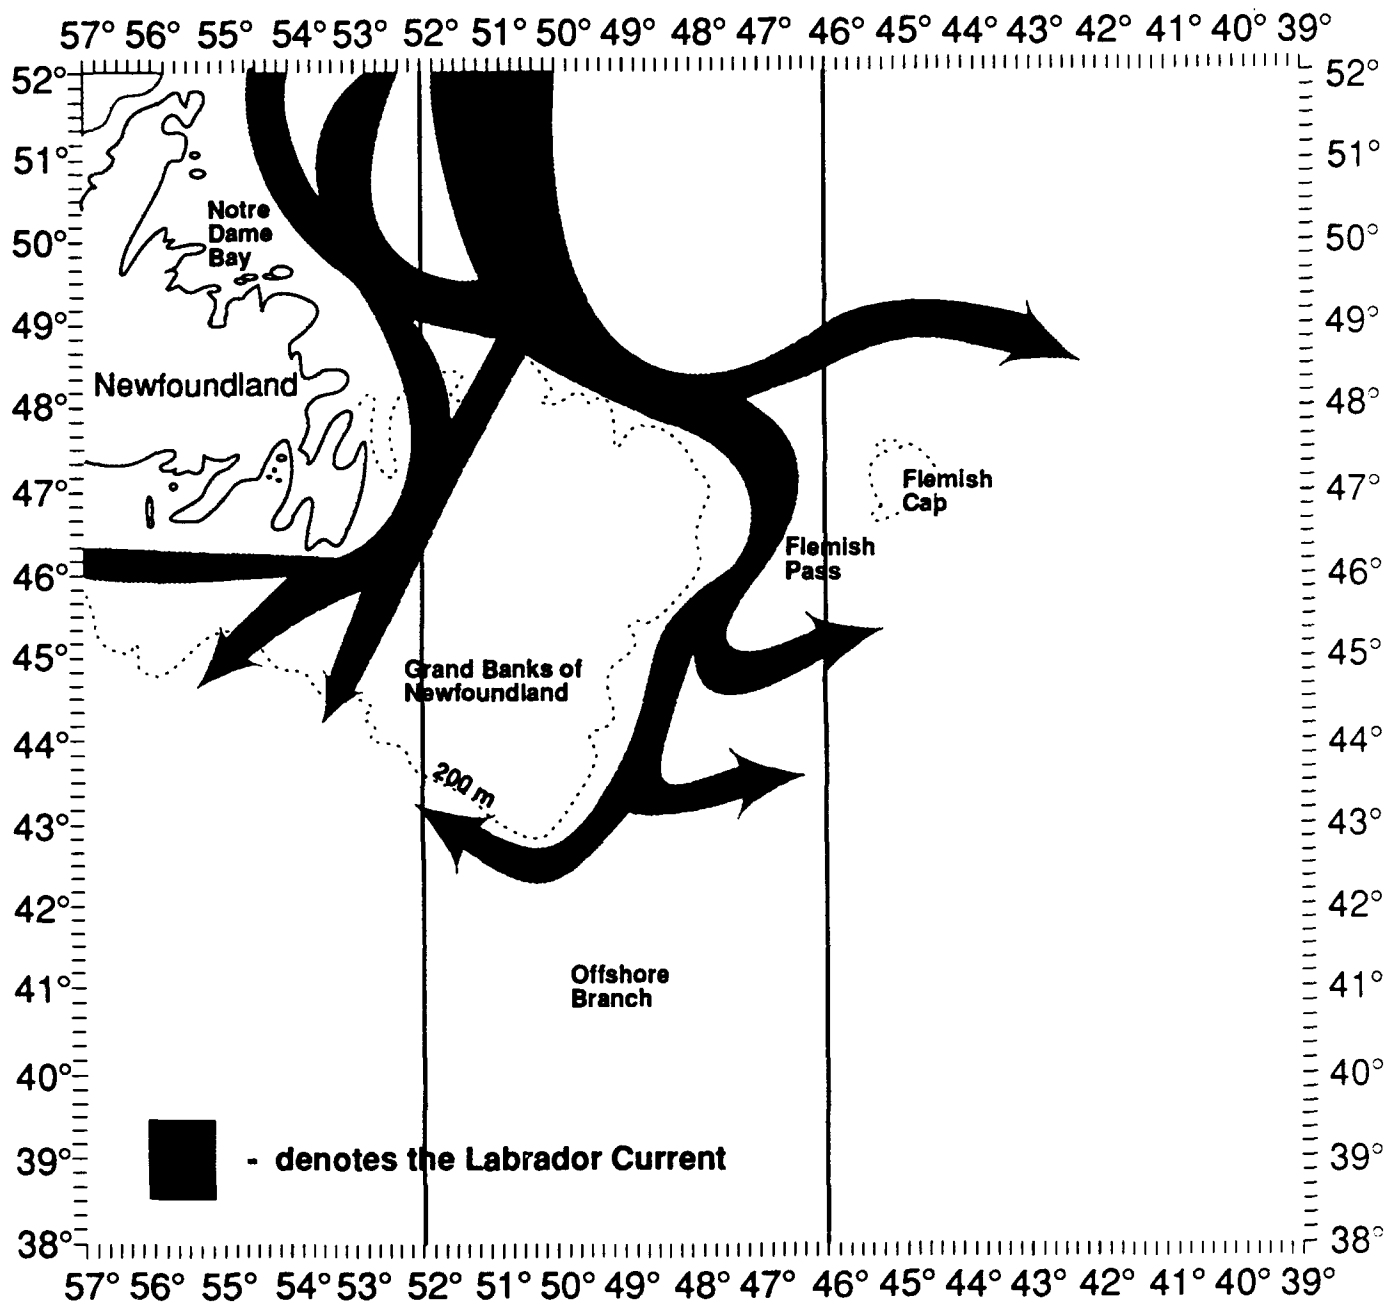 57° 56° 55° 54° 53° 52° 51° 50° 49° 48° 47° 46° 45° 44° 43° 42° 41° 40° 39°
52° 52°
51° 51°
Notre
Dame
Bay
50° 50°
49° 49°
Newfoundland
48° 48°
Flemish
Cap
47° 47°
Flemish
Pass
46° 46°
45° 45°
Grand Banks of
Newfoundland
44° 44°
200 m
43° 43°
42° 42°
Offshore
Branch
41° 41°
40° 40°
- denotes the Labrador Current
39° 39°
38° 38°
57° 56° 55° 54° 53° 52° 51° 50° 49° 48° 47° 46° 45° 44° 43° 42° 41° 40° 39°